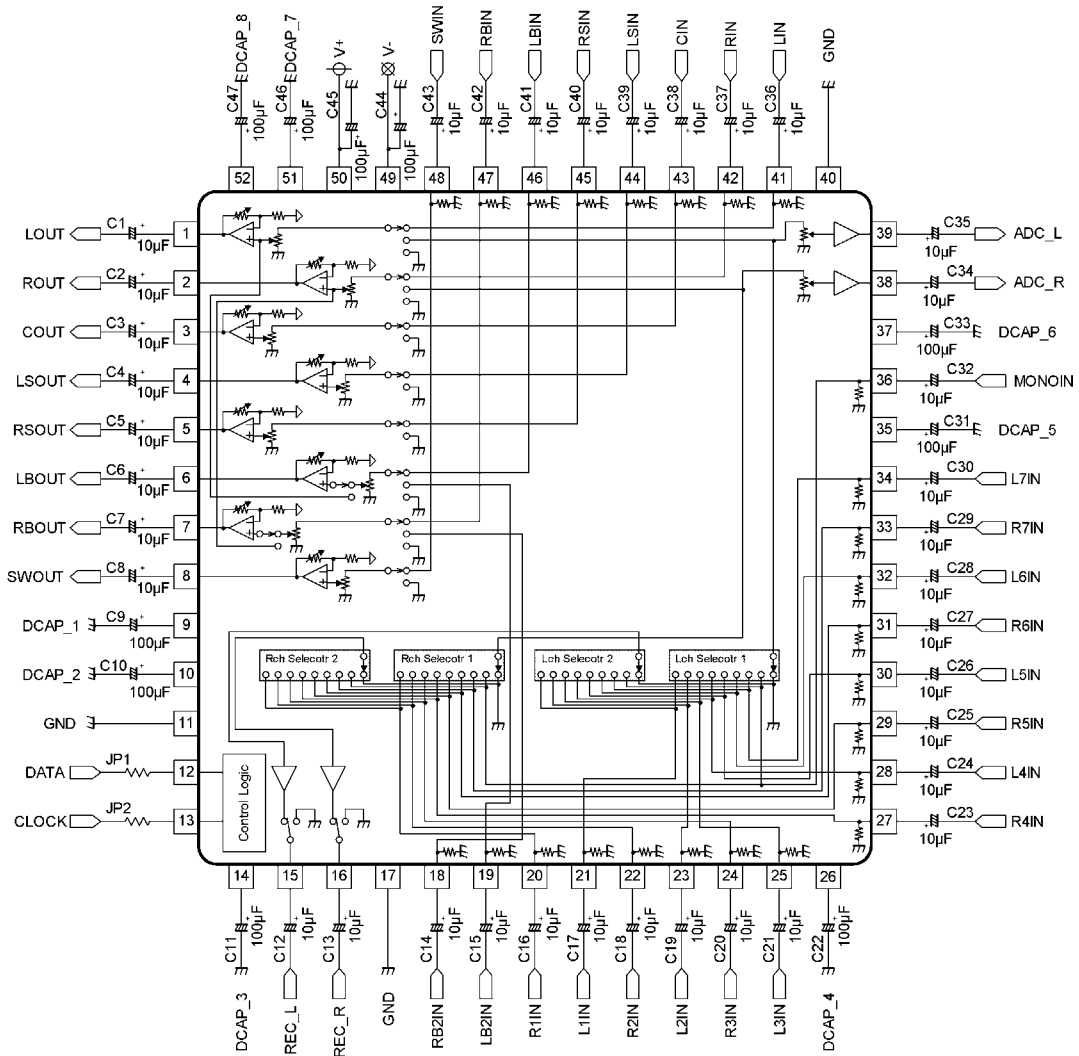 DCAP_8
DCAP_7
V+
V-
SWIN
RBIN
LBIN
RSIN
LSIN
CIN
RIN
LIN
GND
C47
100µF
C46
100µF
C45
100µF
C44
100µF
C43
10µF
C42
10µF
C41
10µF
C40
10µF
C39
10µF
C38
10µF
C37
10µF
C36
10µF
52
51
50
49
48
47
46
45
44
43
42
41
40
LOUT
C1
10µF
1
ROUT
C2
10µF
2
COUT
C3
10µF
3
LSOUT
C4
10µF
4
RSOUT
C5
10µF
5
LBOUT
C6
10µF
6
RBOUT
C7
10µF
7
SWOUT
C8
10µF
8
DCAP_1
C9
100µF
9
DCAP_2
C10
100µF
10
GND
11
DATA
JP1
12
CLOCK
JP2
13
Control Logic
Rch Selecotr 2
Rch Selecotr 1
Lch Selecotr 2
Lch Selecotr 1
39
C35
10µF
ADC_L
38
C34
10µF
ADC_R
37
C33
100µF
DCAP_6
36
C32
10µF
MONOIN
35
C31
100µF
DCAP_5
34
C30
10µF
L7IN
33
C29
10µF
R7IN
32
C28
10µF
L6IN
31
C27
10µF
R6IN
30
C26
10µF
L5IN
29
C25
10µF
R5IN
28
C24
10µF
L4IN
27
C23
10µF
R4IN
14
15
16
17
18
19
20
21
22
23
24
25
26
C11
100µF
C12
10µF
C13
10µF
C14
10µF
C15
10µF
C16
10µF
C17
10µF
C18
10µF
C19
10µF
C20
10µF
C21
10µF
C22
100µF
DCAP_3
REC_L
REC_R
GND
RB2IN
LB2IN
R1IN
L1IN
R2IN
L2IN
R3IN
L3IN
DCAP_4